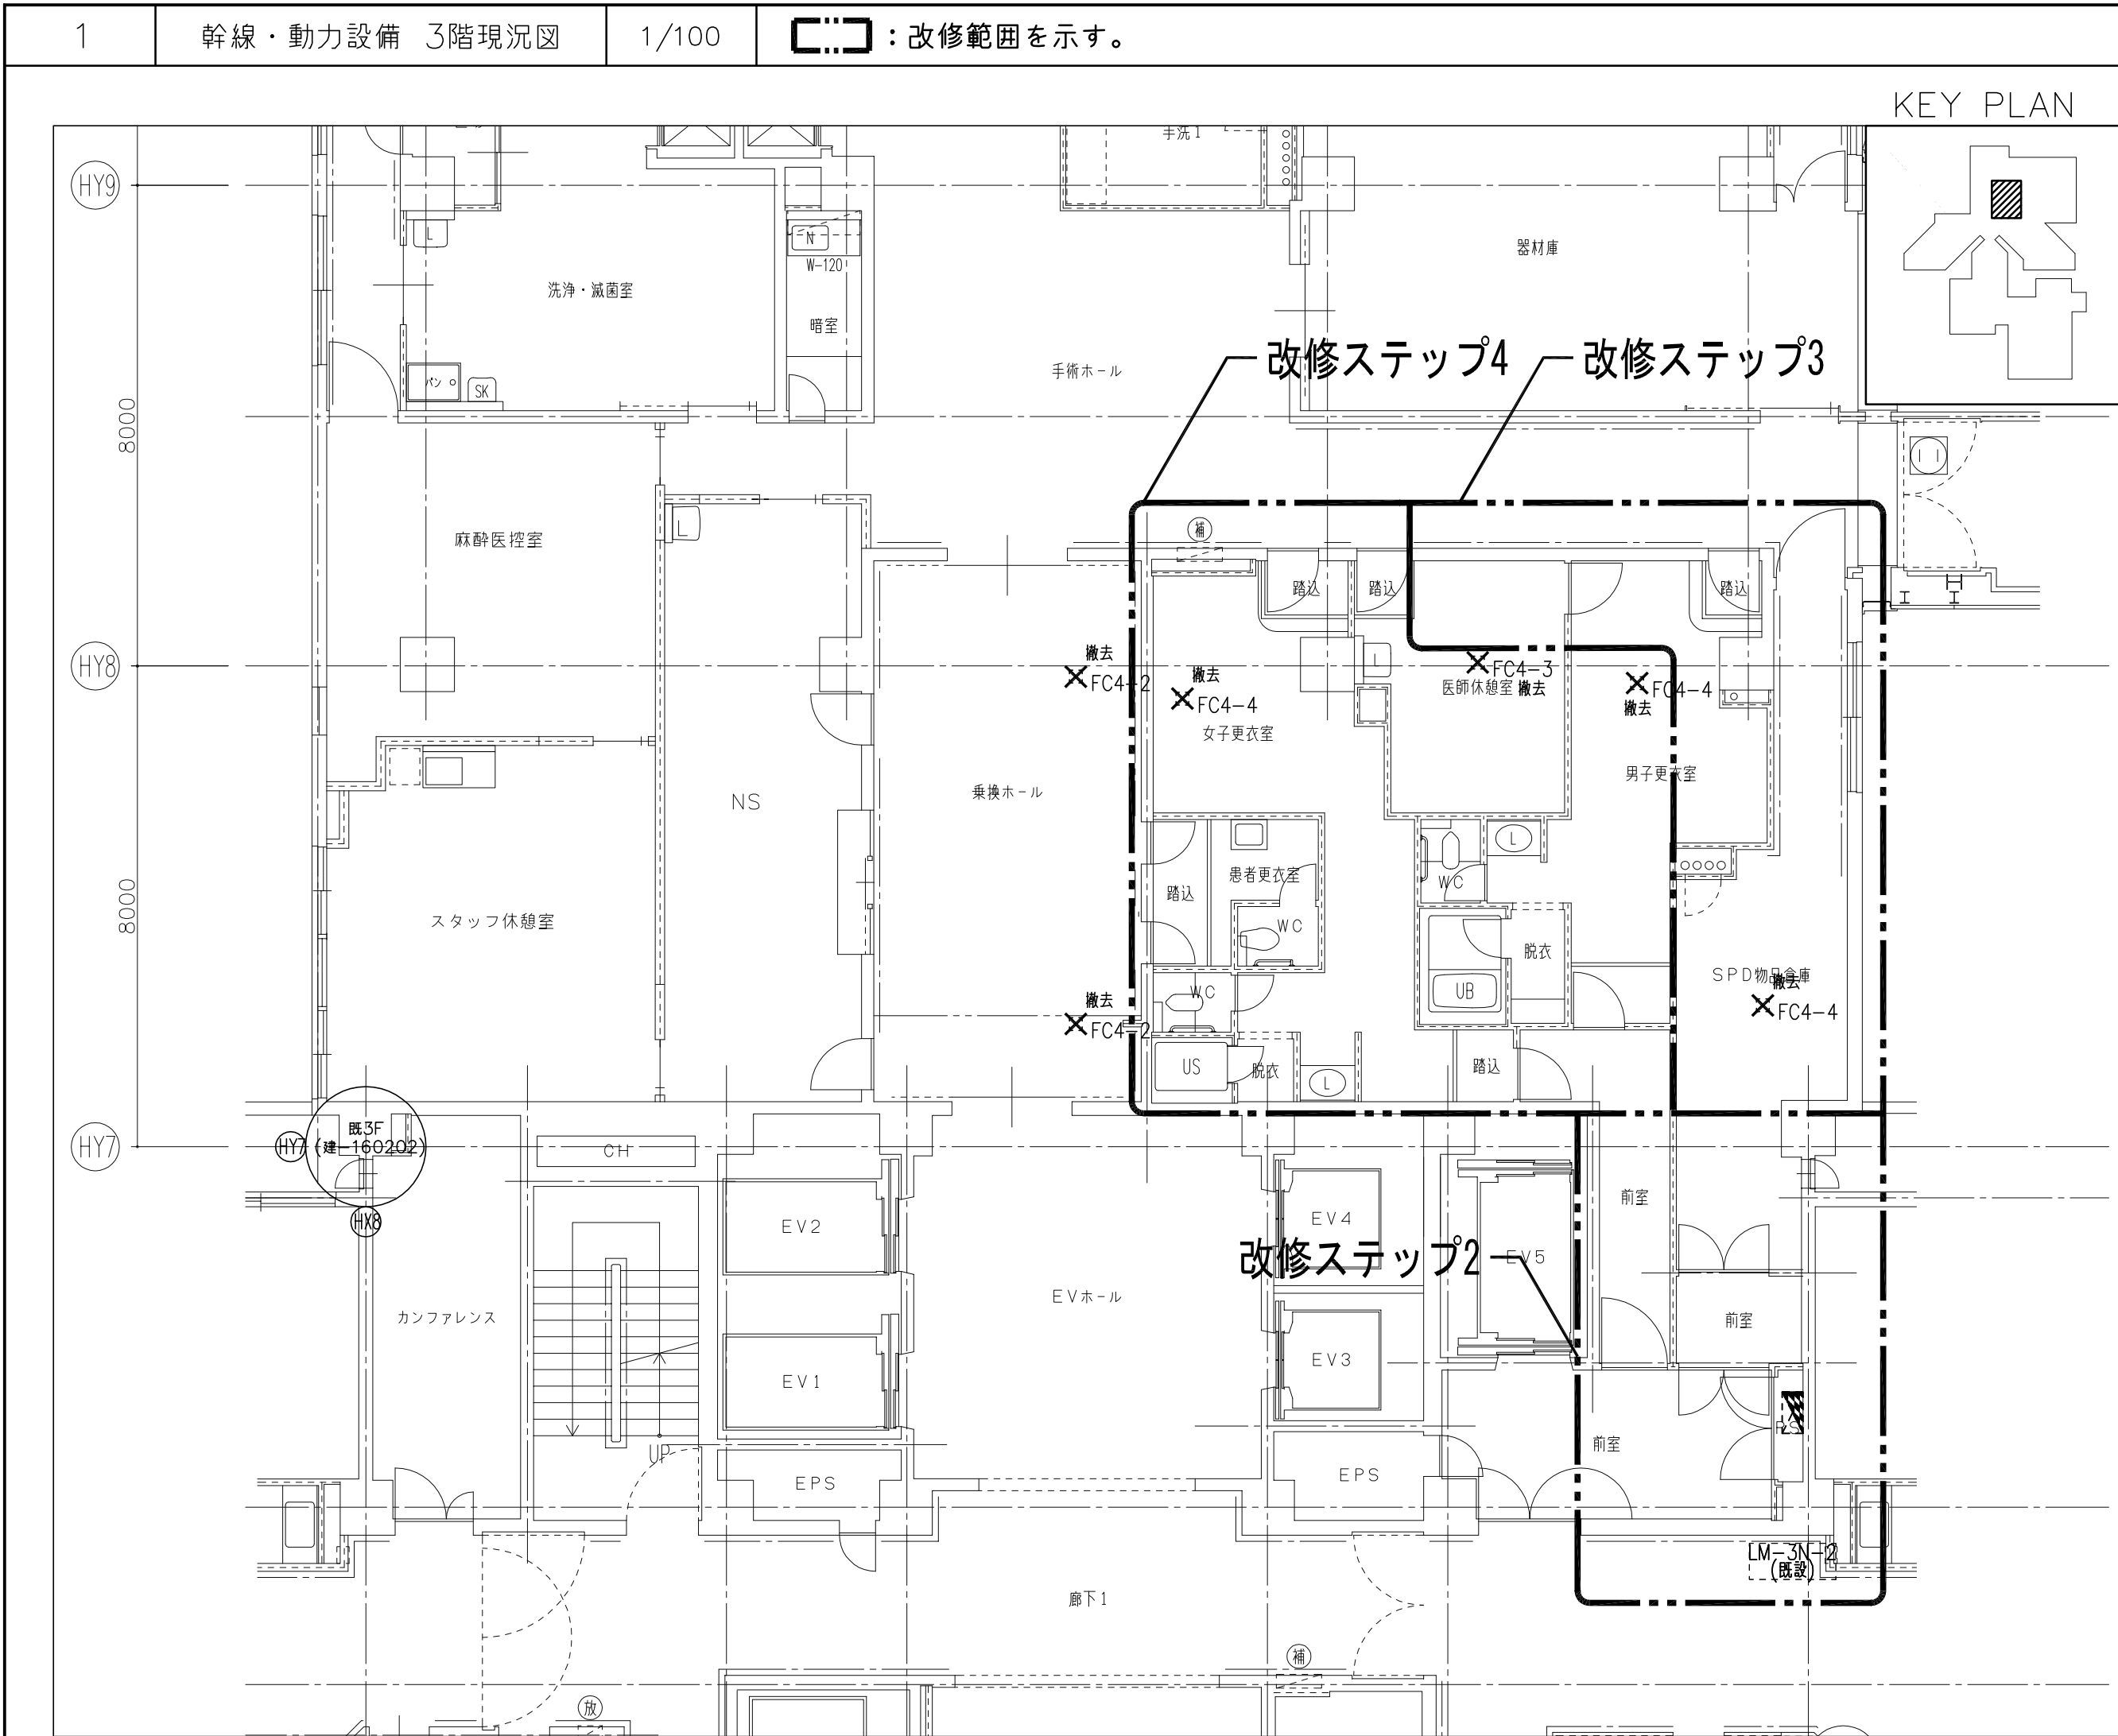 1
幹線・動力設備 3階現況図
1/100
：改修範囲を示す。
KEY PLAN
手洗1
HY9
L
N
W-120
器材庫
洗浄・滅菌室
暗室
改修ステップ4
改修ステップ3
手術ホール
パン
SK
8000
補
L
麻酔医控室
踏込
踏込
踏込
HY8
撤去
FC4-2
撤去
FC4-4
L
FC4-3
医師休憩室
撤去
FC4-4
撤去
女子更衣室
男子更衣室
乗換ホール
NS
L
患者更衣室
WC
踏込
8000
スタッフ休憩室
WC
脱衣
SPD物品倉庫
撤去
FC4-4
UB
WC
撤去
FC4-2
US
脱衣
L
踏込
既3F
HY7
HY7
(建-160202)
CH
HX8
EV2
EV4
前室
改修ステップ2
EV5
EVホール
カンファレンス
前室
EV3
EV1
PS
前室
UP
EPS
EPS
LM-3N-2
(既設)
廊下1
補
放